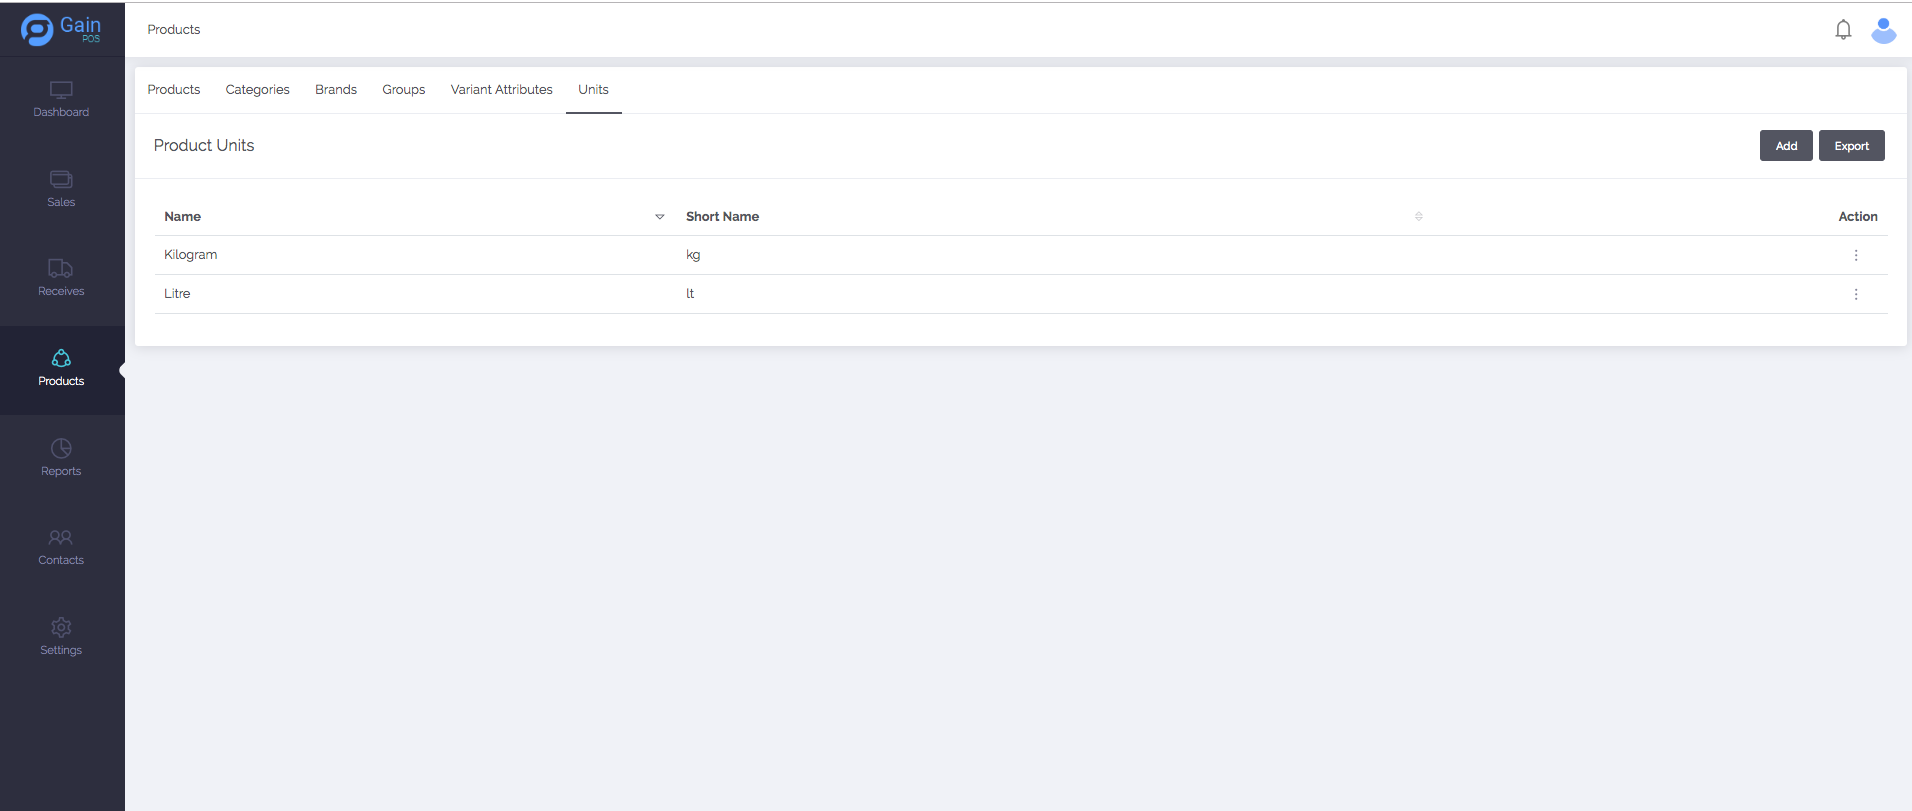 Gain
POS
Products
Dashboard
Sales
Receives
Products
Reports
Contacts
Settings
Products Categories Brands Groups Variant Attributes Units
Product Units
Add Export
Name Short Name Action
Kilogram kg
Litre lt